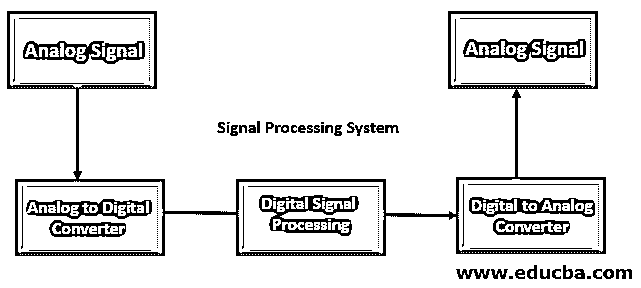 Analog Signal
Analog Signal
Signal Processing System
Analog to Digital
Converter
Digital Signal
Processing
Digital to Analog
Converter
www.educba.com